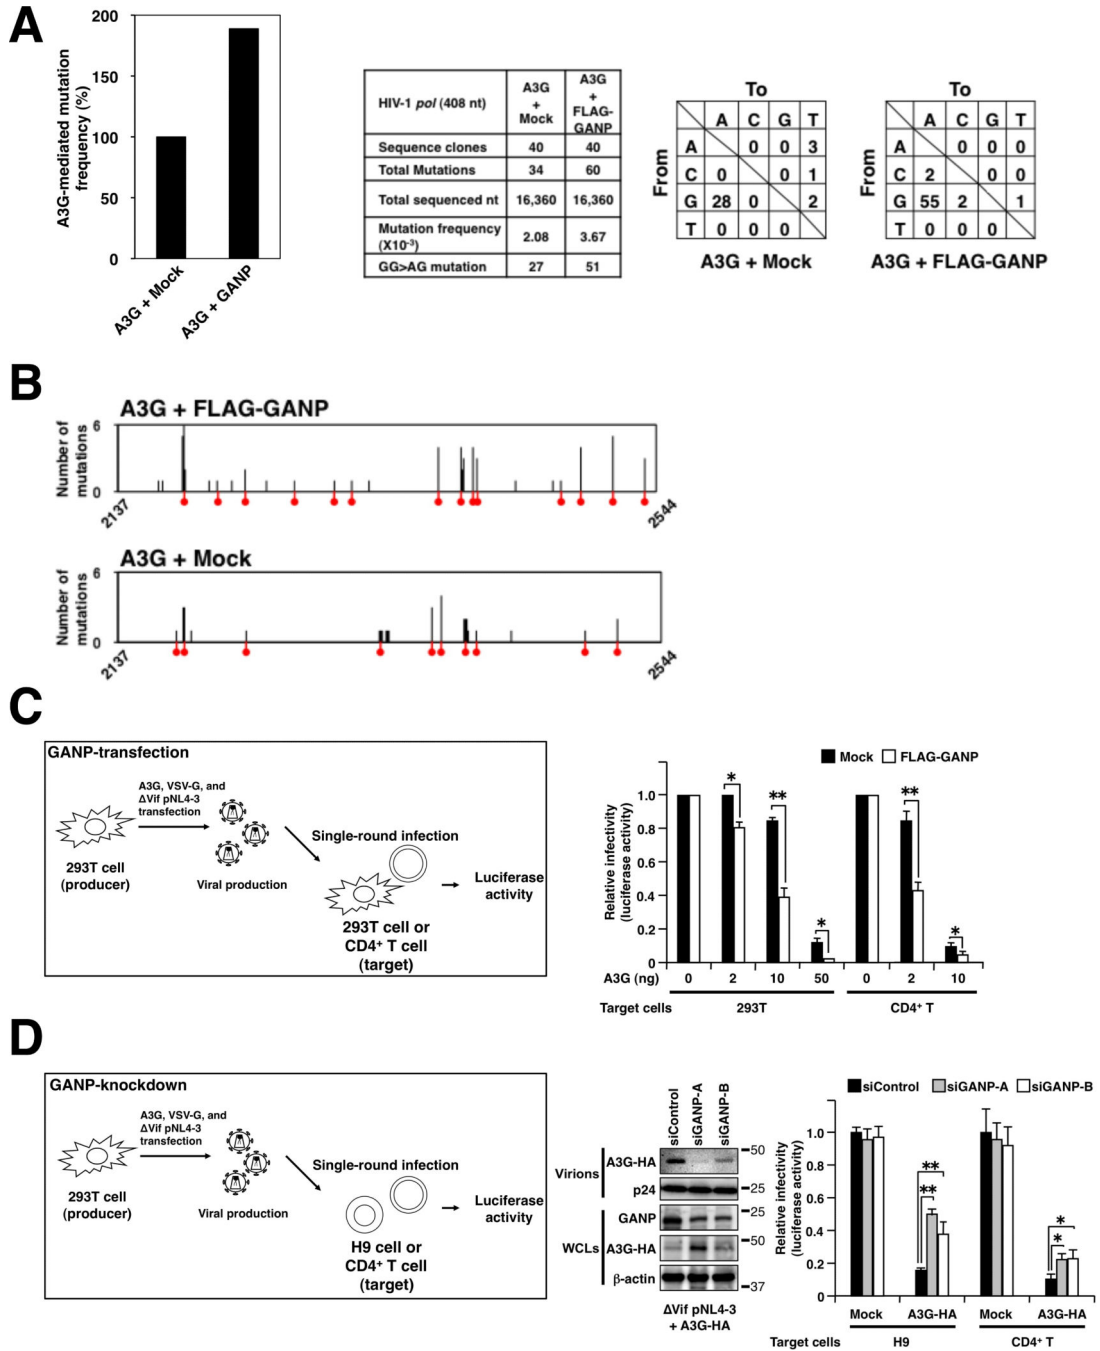 A
A3G-mediated mutation
frequency (%)
200
150
100
50
0
A3G + Mock
A3G + GANP
HIV-1 pol (408 nt)
A3G
+
Mock
A3G
+
FLAG-
GANP
Sequence clones 40 40
Total Mutations 34 60
Total sequenced nt 16,360 16,360
Mutation frequency
(X10-3) 2.08 3.67
GG>AG mutation 27 51
To
From
A C G T
A 0 0 3
C 0 0 1
G 28 0 2
T 0 0 0
A3G + Mock
To
From
A C G T
A 0 0 0
C 2 0 0
G 55 2 1
T 0 0 0
A3G + FLAG-GANP
B
A3G + FLAG-GANP
Number of
mutations
6
0
2137
2544
A3G + Mock
Number of
mutations
6
0
2137
2544
C
GANP-transfection
A3G, VSV-G, and
ΔVif pNL4-3
transfection
293T cell
(producer)
Viral production
Single-round infection
293T cell or
CD4+ T cell
(target)
Luciferase
activity
Mock FLAG-GANP
Relative infectivity
(luciferase activity)
1.0
0.8
0.6
0.4
0.2
0
* ** * ** *
A3G (ng) 0 2 10 50 0 2 10
Target cells 293T CD4+ T
D
GANP-knockdown
A3G, VSV-G, and
ΔVif pNL4-3
transfection
293T cell
(producer)
Viral production
Single-round infection
H9 cell or
CD4+ T cell
(target)
Luciferase
activity
siControl
siGANP-A
siGANP-B
Virions
A3G-HA 50
p24 25
WCLs
GANP 25
A3G-HA 50
β-actin 37
ΔVif pNL4-3
+ A3G-HA
siControl siGANP-A siGANP-B
Relative infectivity
(luciferase activity)
1.0
0.8
0.6
0.4
0.2
0
**
**
*
*
Mock A3G-HA Mock A3G-HA
Target cells H9 CD4+ T